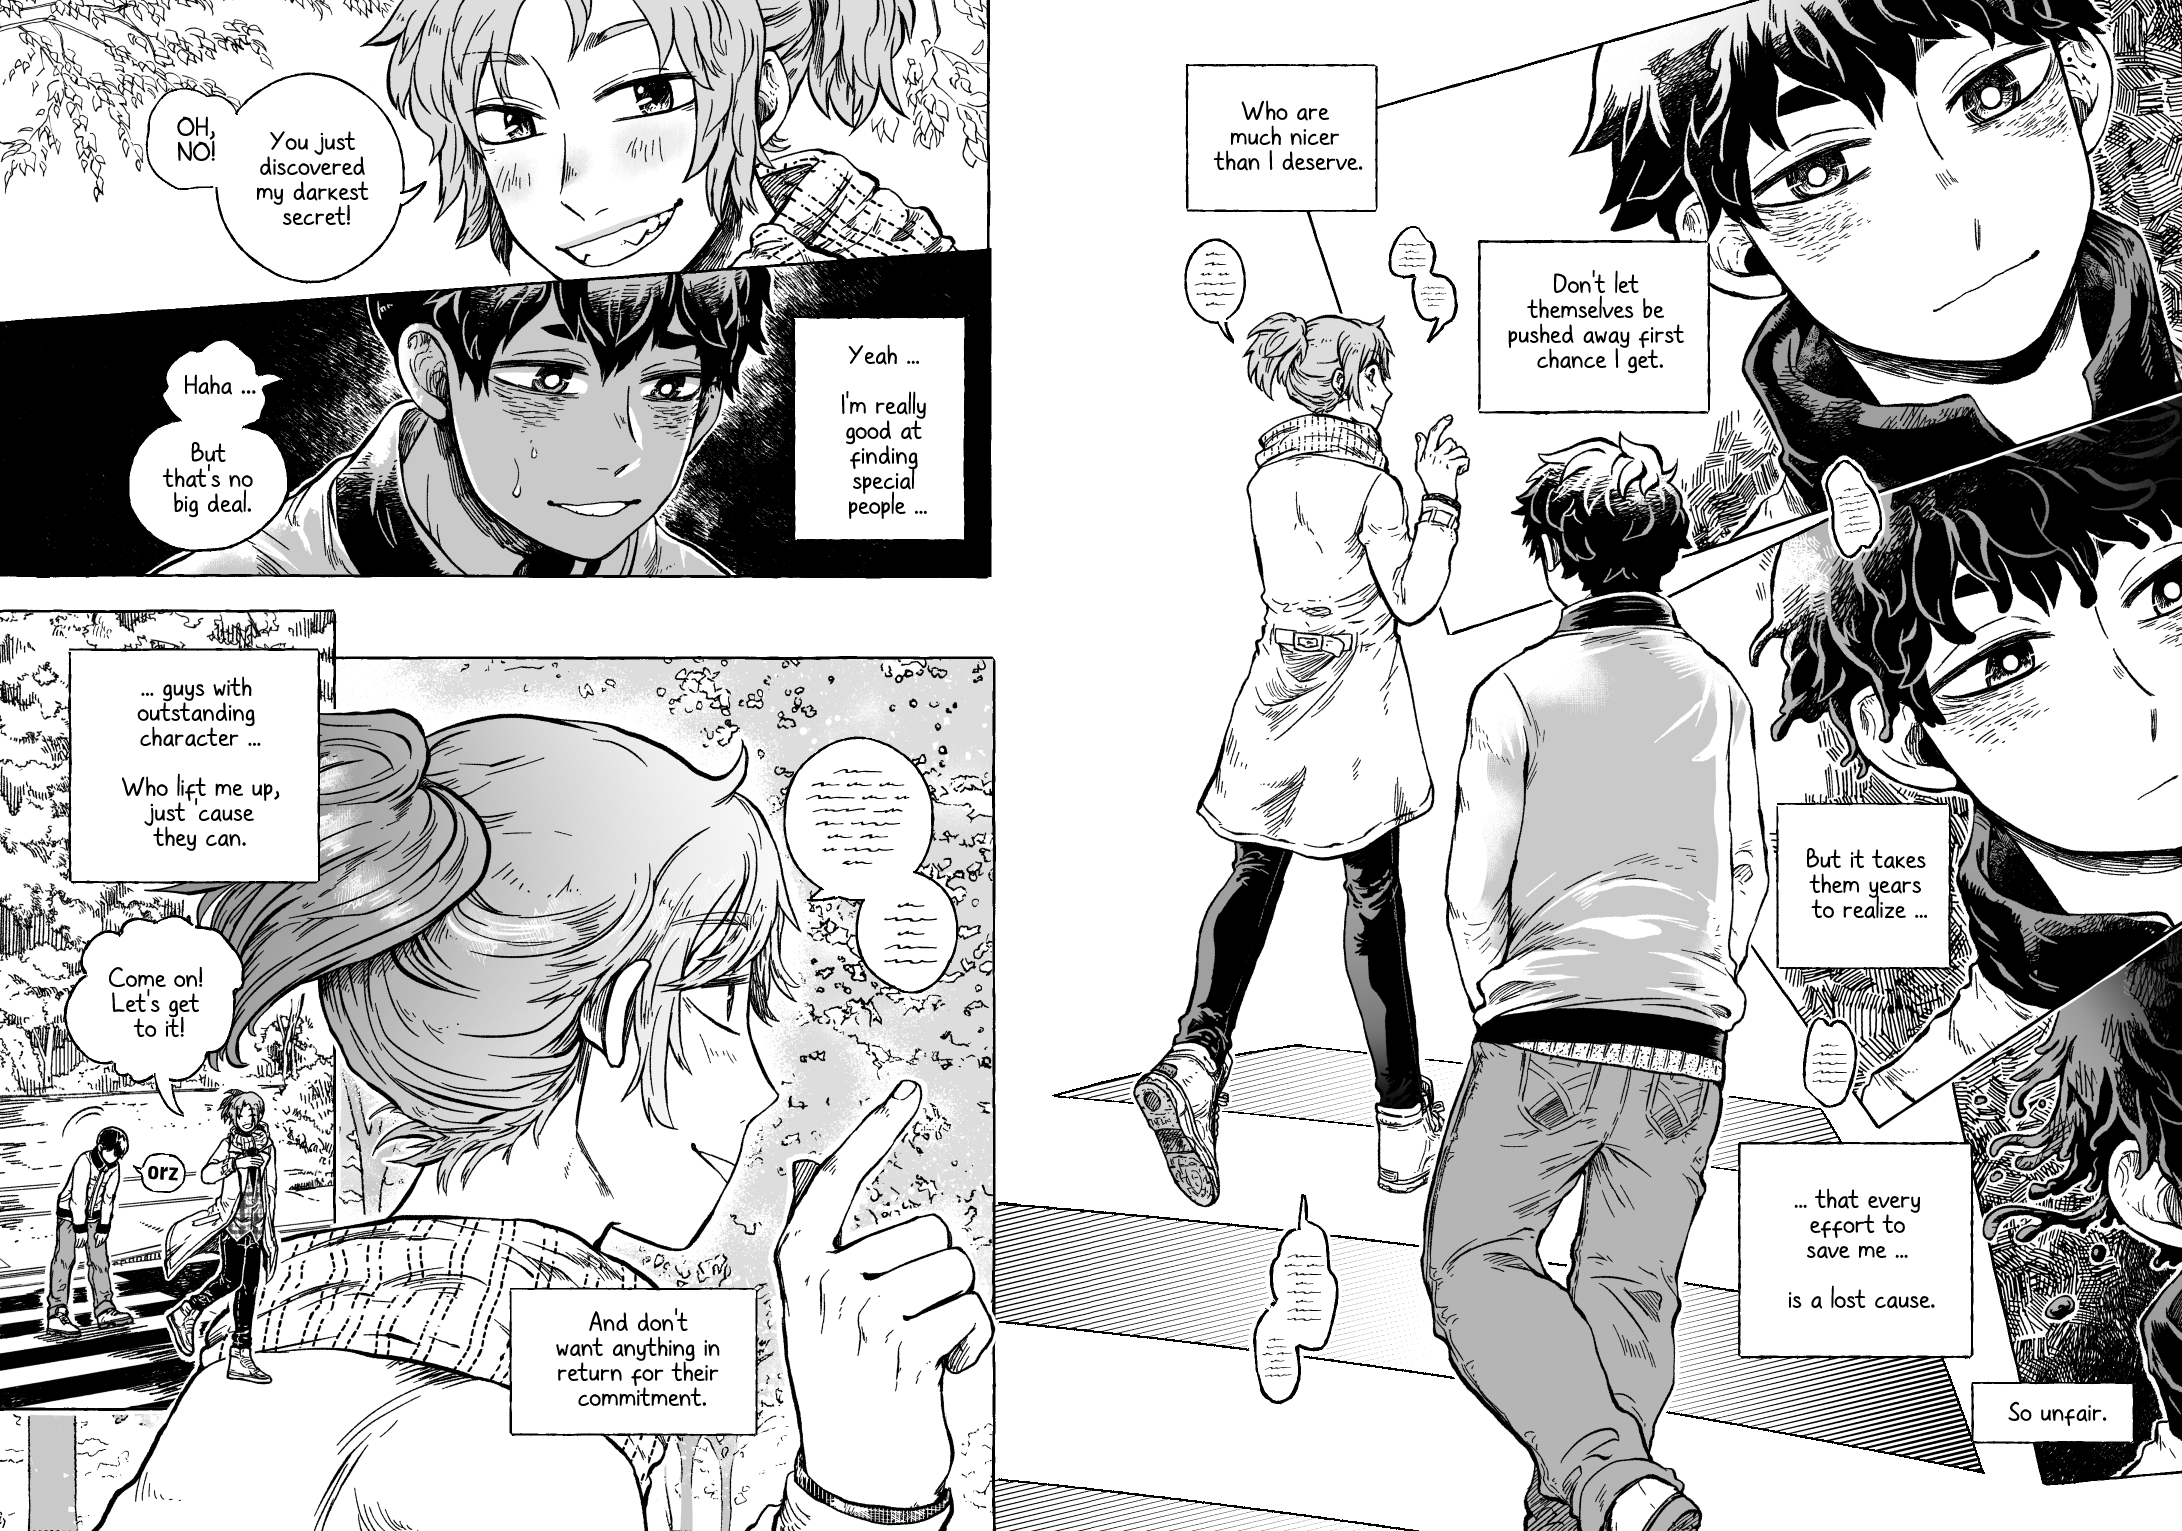 OH,
NO!
You just
discovered
my darkest
secret!
Haha ...
But
that's no
big deal.
Yeah ...
I'm really
good at
finding
special
people ...
... guys with
outstanding
character ...
Who lift me up,
just 'cause
they can.
Come on!
Let's get
to it!
orz
And don't
want anything in
return for their
commitment.
Who are
much nicer
than I deserve.
Don't let
themselves be
pushed away first
chance I get.
But it takes
them years
to realize ...
... that every
effort to
save me ...
is a lost cause.
So unfair.